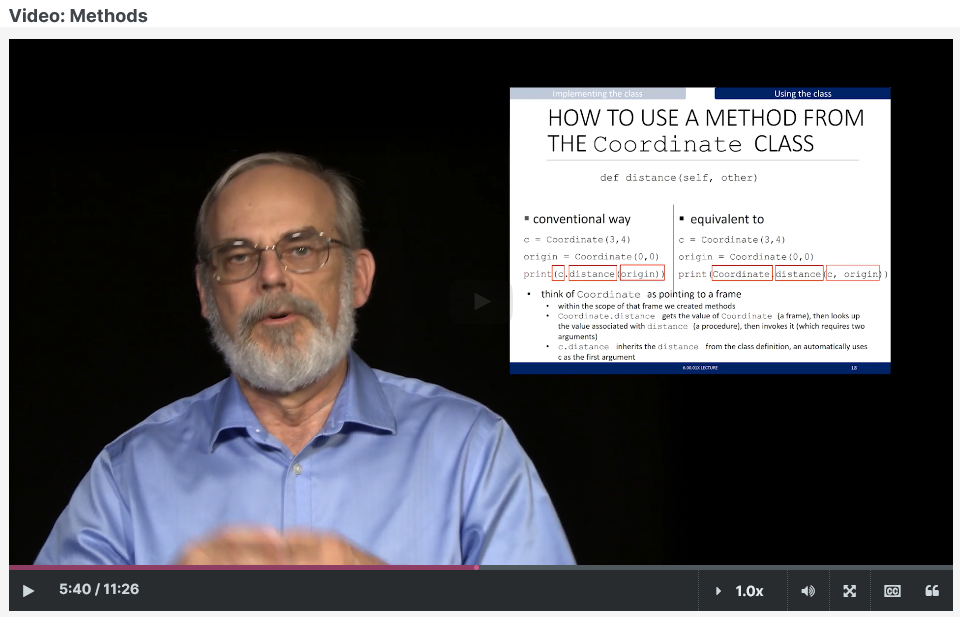 Video: Methods
Implementing the class
Using the class
HOW TO USE A METHOD FROM
THE Coordinate CLASS
def distance(self, other)
▪ conventional way
c = Coordinate(3,4)
origin = Coordinate(0,0)
print(c.distance(origin))
▪ equivalent to
c = Coordinate(3,4)
origin = Coordinate(0,0)
print(Coordinate.distance(c, origin))
• think of Coordinate as pointing to a frame
• within the scope of that frame we created methods
• Coordinate.distance gets the value of Coordinate (a frame), then looks up
the value associated with distance (a procedure), then invokes it (which requires two
arguments)
• c.distance inherits the distance from the class definition, an automatically uses
c as the first argument
6.00.01X LECTURE
18
5:40 / 11:26
1.0x
CC